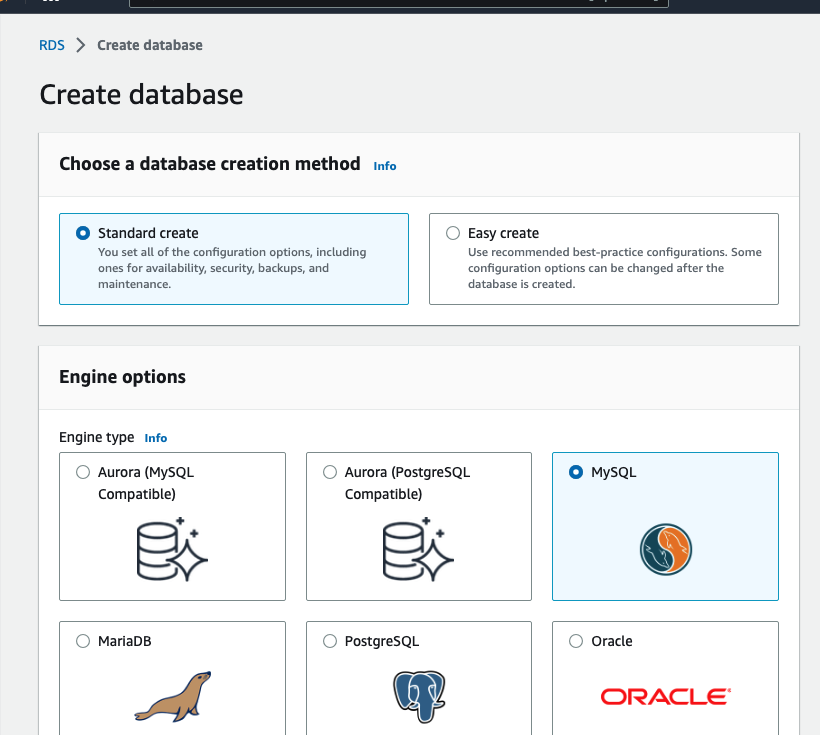 RDS > Create database
Create database
Choose a database creation method Info
Standard create
You set all of the configuration options, including
ones for availability, security, backups, and
maintenance.
Easy create
Use recommended best-practice configurations. Some
configuration options can be changed after the
database is created.
Engine options
Engine type Info
Aurora (MySQL
Compatible)
Aurora (PostgreSQL
Compatible)
MySQL
MariaDB
PostgreSQL
Oracle
ORACLE